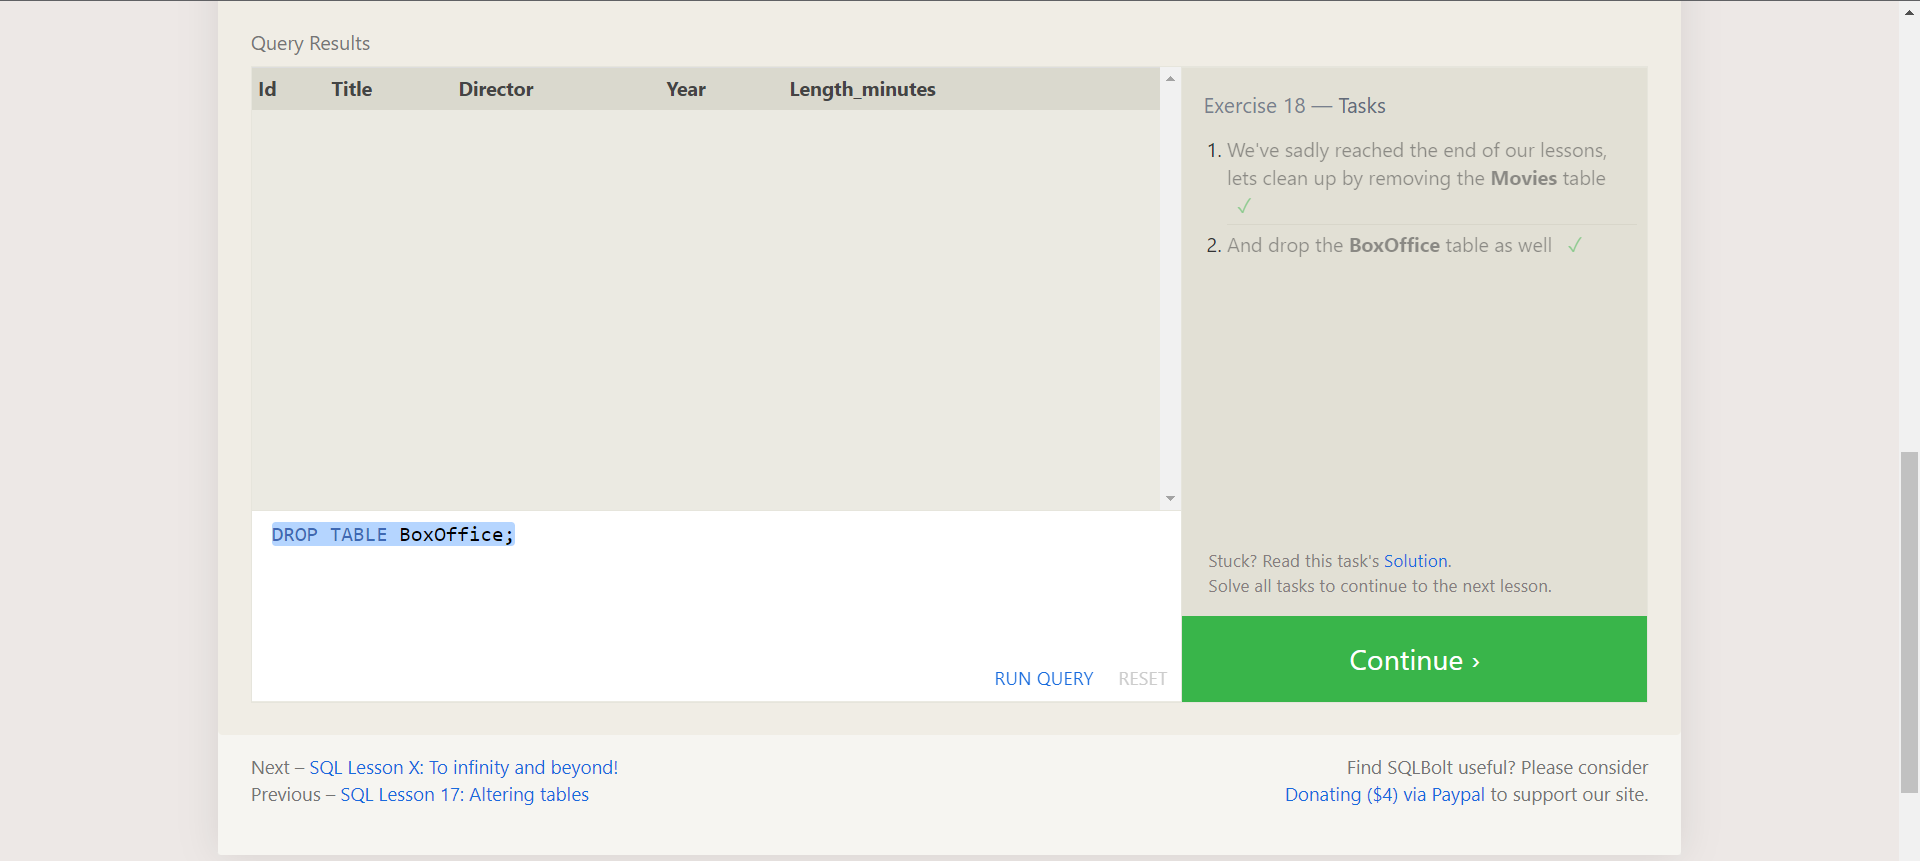 Query Results
Id Title Director Year Length_minutes
Exercise 18 — Tasks
1. We've sadly reached the end of our lessons,
lets clean up by removing the Movies table
✓
2. And drop the BoxOffice table as well ✓
DROP TABLE BoxOffice;
Stuck? Read this task's Solution.
Solve all tasks to continue to the next lesson.
RUN QUERY RESET
Continue ›
Next – SQL Lesson X: To infinity and beyond!
Previous – SQL Lesson 17: Altering tables
Find SQLBolt useful? Please consider
Donating ($4) via Paypal to support our site.